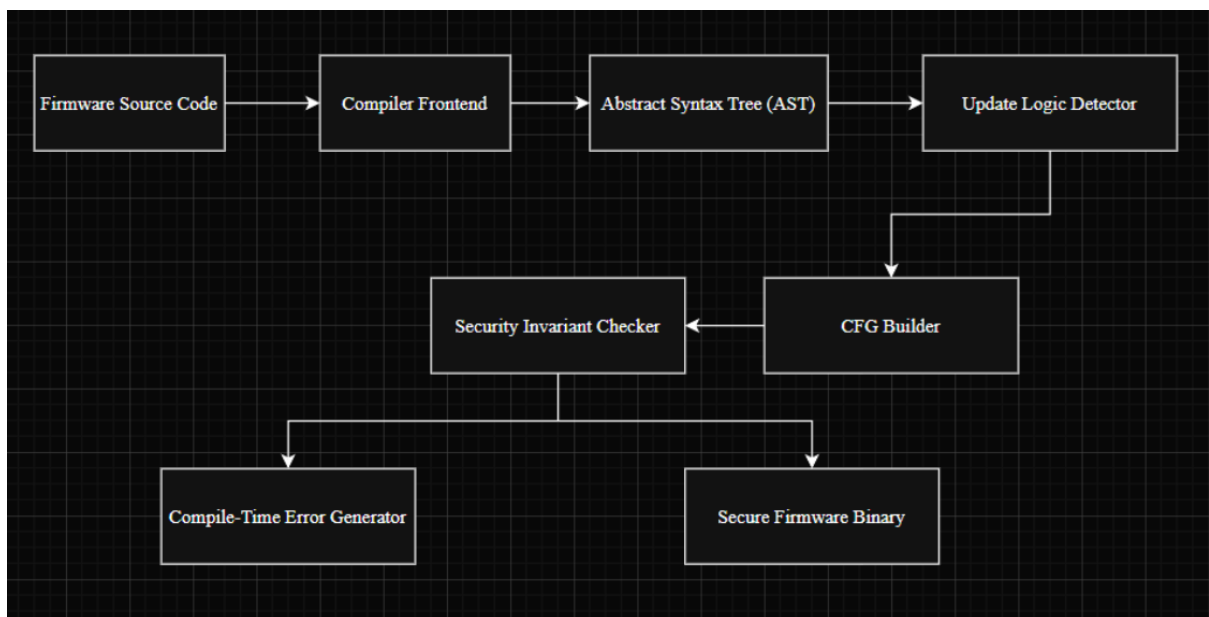 Firmware Source Code
Compiler Frontend
Abstract Syntax Tree (AST)
Update Logic Detector
Security Invariant Checker
CFG Builder
Compile-Time Error Generator
Secure Firmware Binary